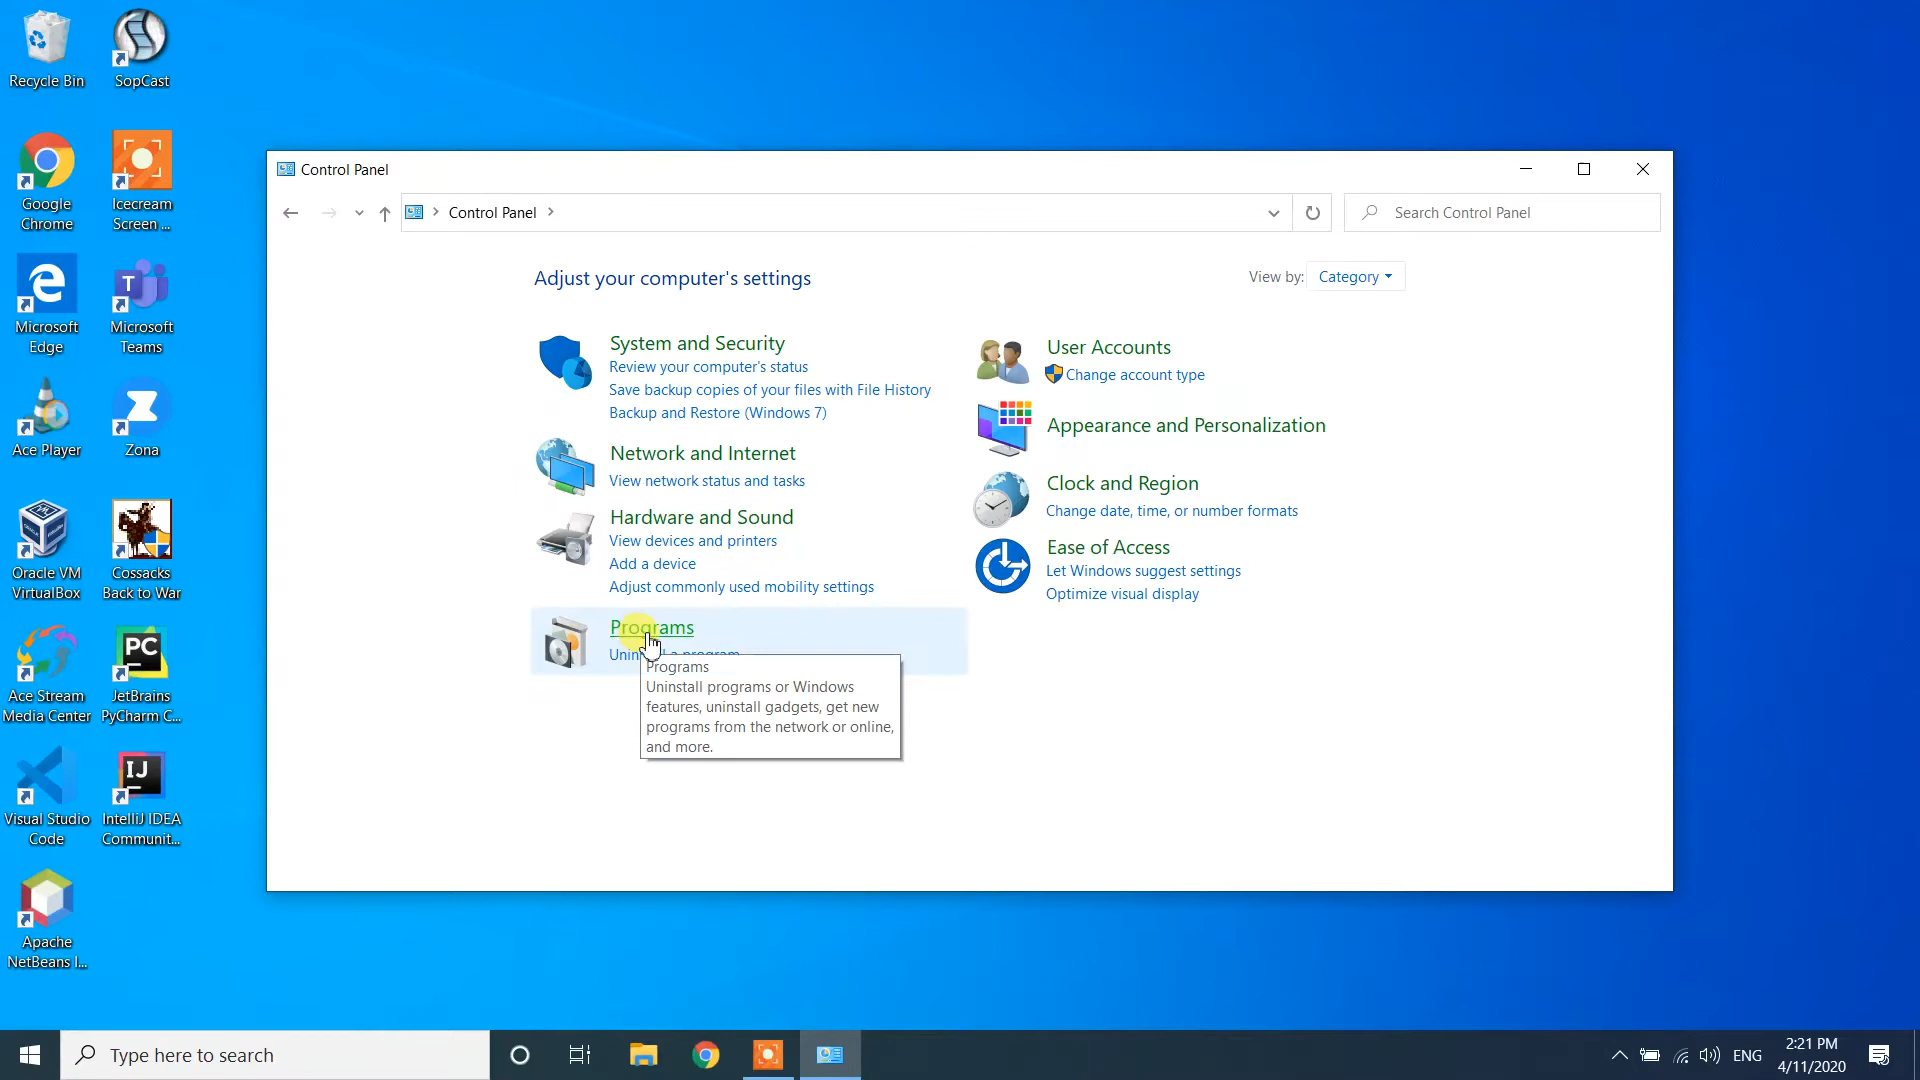 Recycle Bin
SopCast
Google
Chrome
Icecream
Screen ...
Microsoft
Edge
Microsoft
Teams
Ace Player
Zona
Oracle VM
VirtualBox
Cossacks
Back to War
Ace Stream
Media Center
JetBrains
PyCharm C...
Visual Studio
Code
IntelliJ IDEA
Communit...
Apache
NetBeans I...
Control Panel
Control Panel
Search Control Panel
Adjust your computer's settings
View by: Category
System and Security
Review your computer's status
Save backup copies of your files with File History
Backup and Restore (Windows 7)
Network and Internet
View network status and tasks
Hardware and Sound
View devices and printers
Add a device
Adjust commonly used mobility settings
Programs
Programs
Uninstall programs or Windows
features, uninstall gadgets, get new
programs from the network or online,
and more.
User Accounts
Change account type
Appearance and Personalization
Clock and Region
Change date, time, or number formats
Ease of Access
Let Windows suggest settings
Optimize visual display
Type here to search
ENG
2:21 PM
4/11/2020